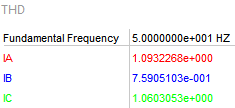 THD
Fundamental Frequency 5.0000000e+001 HZ
IA 1.0932268e+000
IB 7.5905103e-001
IC 1.0603053e+000